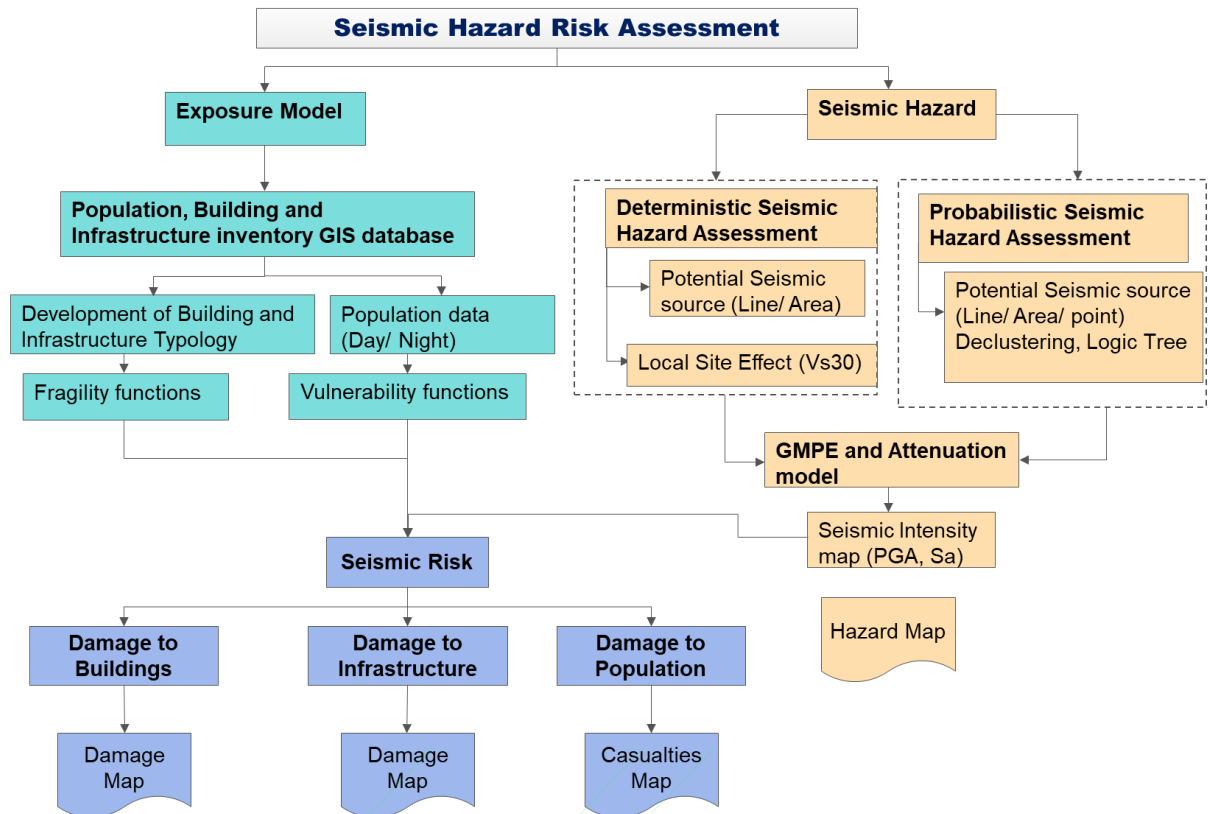 Seismic Hazard Risk Assessment
Exposure Model
Seismic Hazard
Population, Building and
Infrastructure inventory GIS database
Deterministic Seismic
Hazard Assessment
Probabilistic Seismic
Hazard Assessment
Potential Seismic
source (Line/ Area)
Potential Seismic source
(Line/ Area/ point)
Declustering, Logic Tree
Development of Building and
Infrastructure Typology
Population data
(Day/ Night)
Local Site Effect (Vs30)
Fragility functions
Vulnerability functions
GMPE and Attenuation
model
Seismic Intensity
map (PGA, Sa)
Seismic Risk
Hazard Map
Damage to
Buildings
Damage to
Infrastructure
Damage to
Population
Damage
Map
Damage
Map
Casualties
Map